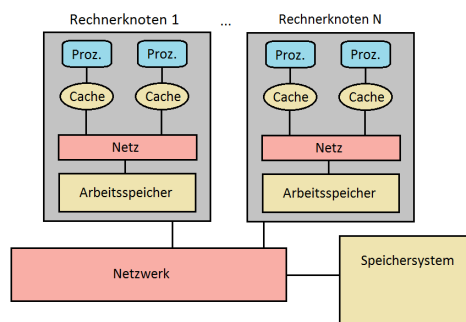 Rechnerknoten 1 ... Rechnerknoten N
Proz. Proz. Proz. Proz.
Cache Cache Cache Cache
Netz Netz
Arbeitsspeicher Arbeitsspeicher
Netzwerk
Speichersystem